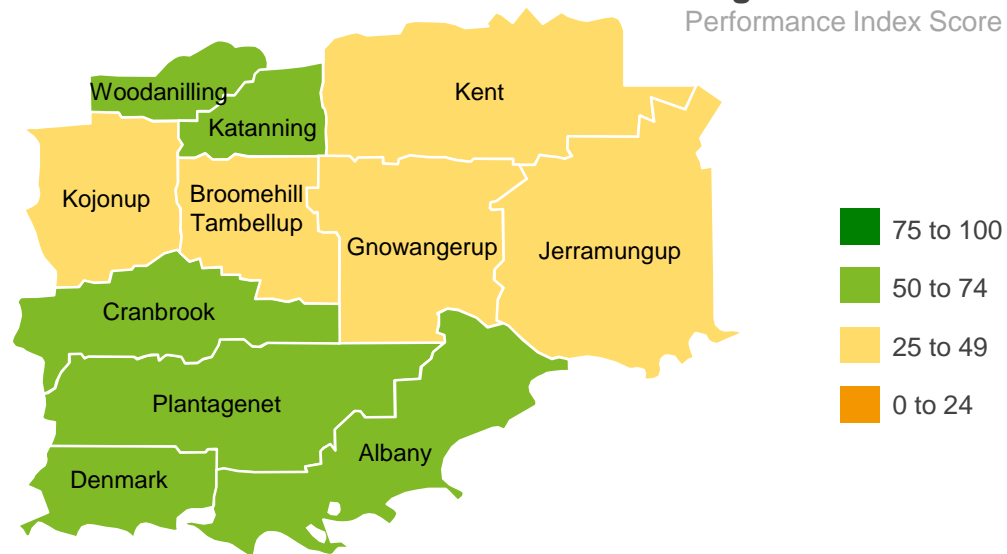 Performance Index Score
Woodanilling
Kent
Katanning
Kojonup
Broomehill
Tambellup
Gnowangerup
Jerramungup
Cranbrook
Plantagenet
Albany
Denmark
75 to 100
50 to 74
25 to 49
0 to 24